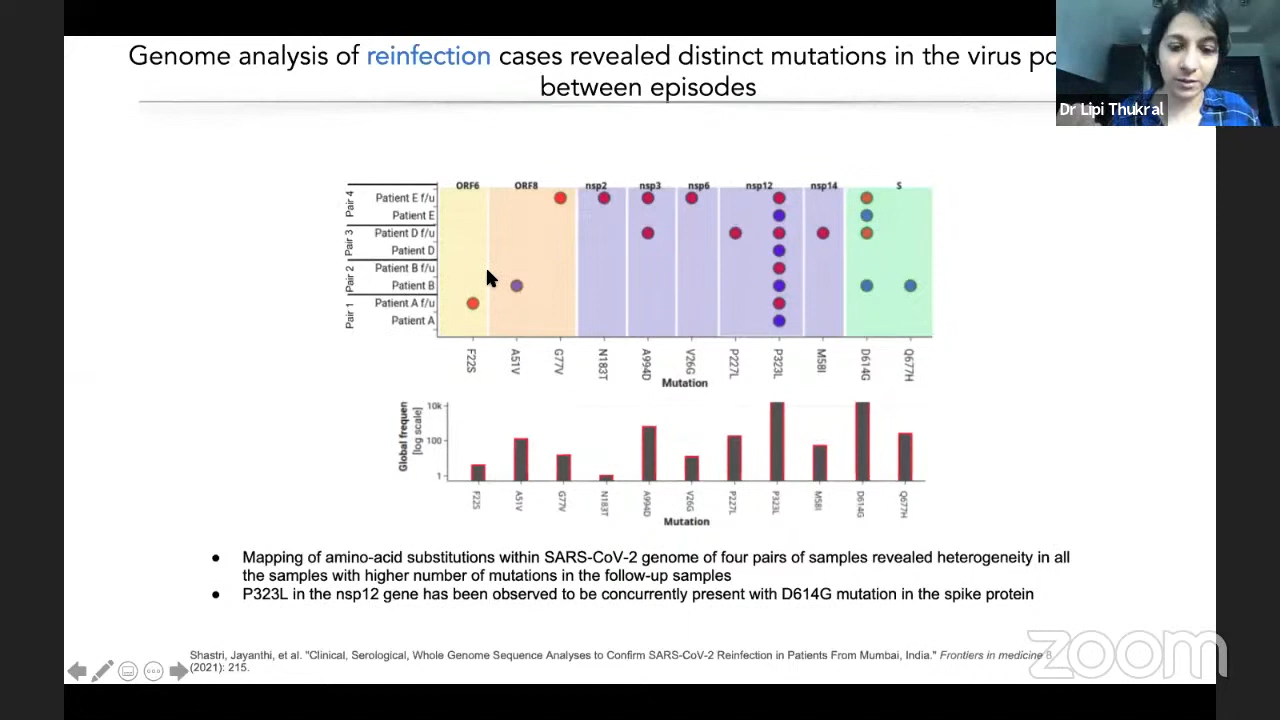 Genome analysis of reinfection cases revealed distinct mutations in the virus po
between episodes
Dr Lipi Thukral
ORF6 ORF8 nsp2 nsp3 nsp6 nsp12 nsp14 S
Pair 4
Patient E f/u
Patient E
Pair 3
Patient D f/u
Patient D
Pair 2
Patient B f/u
Patient B
Pair 1
Patient A f/u
Patient A
F22S A51V G77V N183T A994D V26G P227L P323L M58I D614G Q677H
Mutation
Global frequen
[log scale]
10k
100
1
F22S A51V G77V N183T A994D V26G P227L P323L M58I D614G Q677H
Mutation
● Mapping of amino-acid substitutions within SARS-CoV-2 genome of four pairs of samples revealed heterogeneity in all
the samples with higher number of mutations in the follow-up samples
● P323L in the nsp12 gene has been observed to be concurrently present with D614G mutation in the spike protein
Shastri, Jayanthi, et al. "Clinical, Serological, Whole Genome Sequence Analyses to Confirm SARS-CoV-2 Reinfection in Patients From Mumbai, India." Frontiers in medicine 8
(2021): 215.
zoom